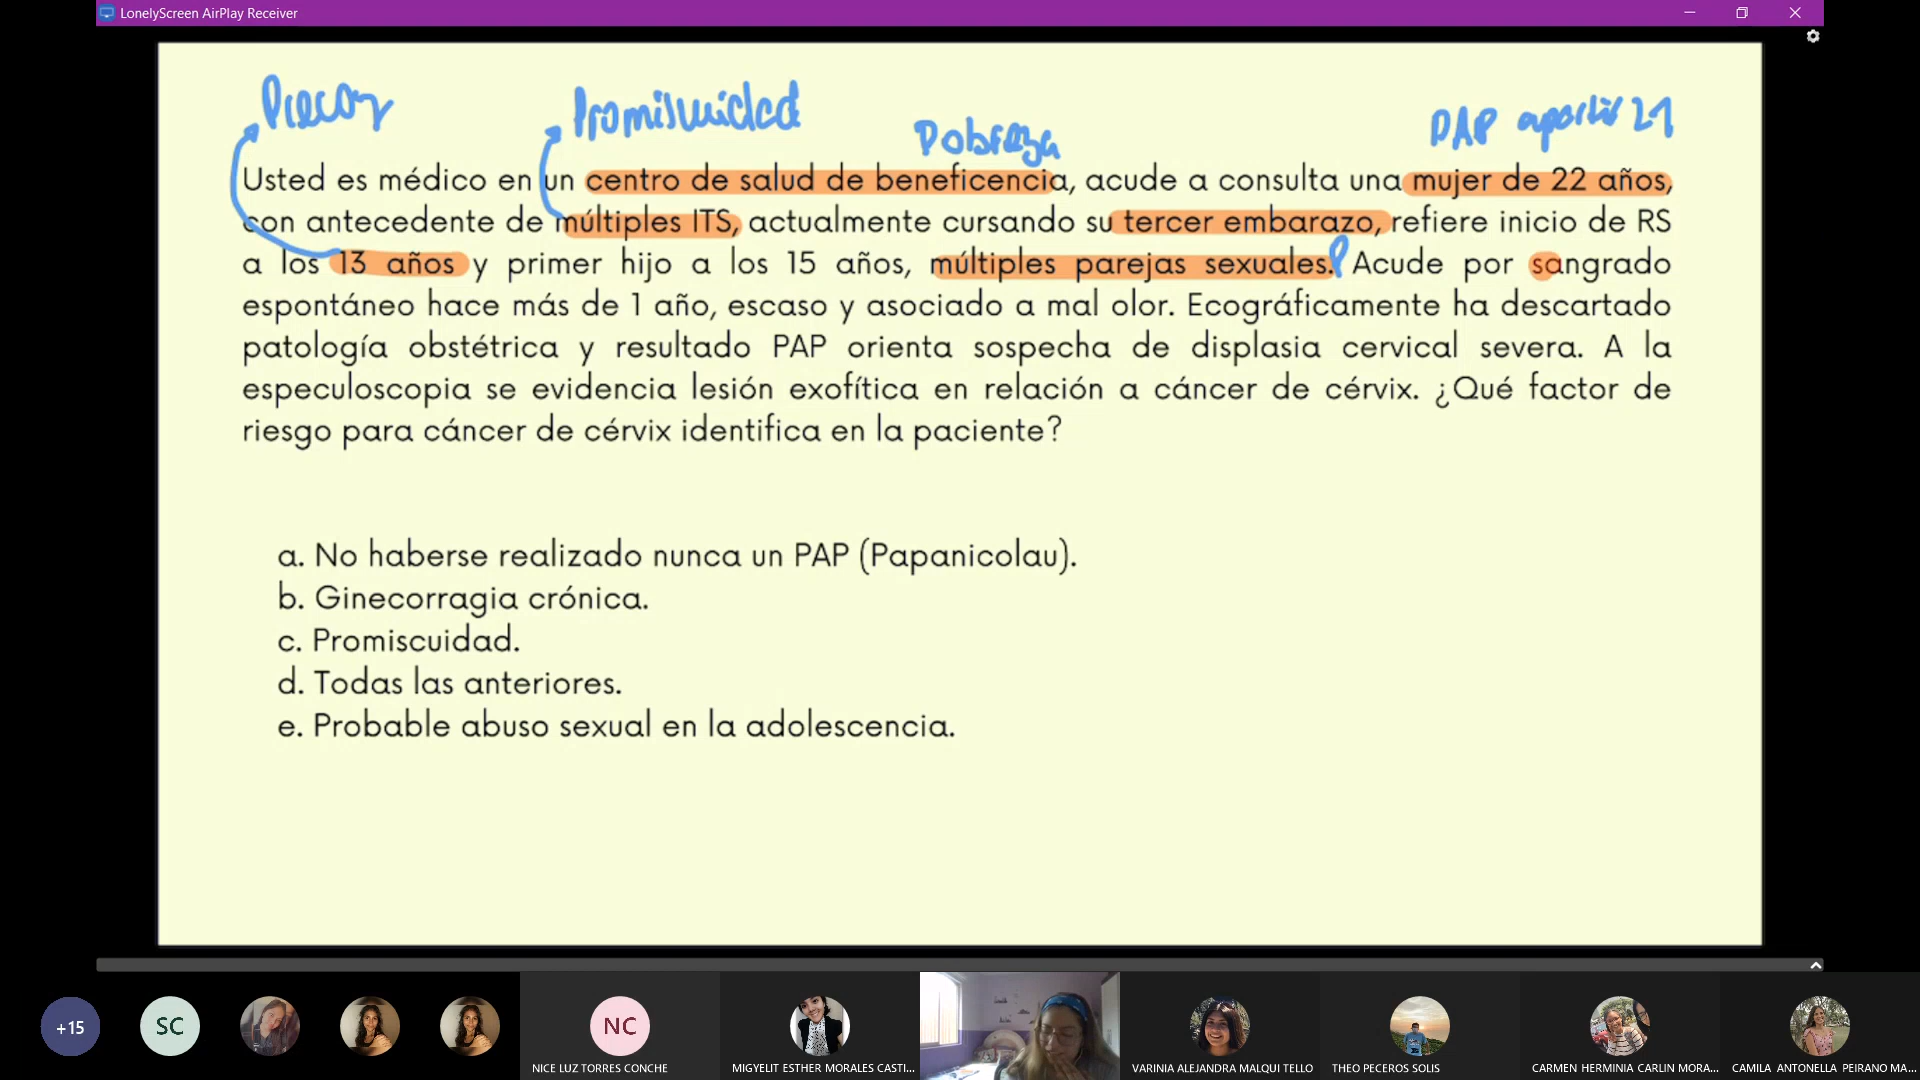 LonelyScreen AirPlay Receiver
Precoz
Promiscuidad
Pobreza
PAP apartir 21
Usted es médico en un centro de salud de beneficencia, acude a consulta una mujer de 22 años,
con antecedente de múltiples ITS, actualmente cursando su tercer embarazo, refiere inicio de RS
a los 13 años y primer hijo a los 15 años, múltiples parejas sexuales. P Acude por sangrado
espontáneo hace más de 1 año, escaso y asociado a mal olor. Ecográficamente ha descartado
patología obstétrica y resultado PAP orienta sospecha de displasia cervical severa. A la
especuloscopia se evidencia lesión exofítica en relación a cáncer de cérvix. ¿Qué factor de
riesgo para cáncer de cérvix identifica en la paciente?
a. No haberse realizado nunca un PAP (Papanicolau).
b. Ginecorragia crónica.
c. Promiscuidad.
d. Todas las anteriores.
e. Probable abuso sexual en la adolescencia.
+15
SC
NC
NICE LUZ TORRES CONCHE
MIGYELIT ESTHER MORALES CASTI...
VARINIA ALEJANDRA MALQUI TELLO
THEO PECEROS SOLIS
CARMEN HERMINIA CARLIN MORA...
CAMILA ANTONELLA PEIRANO MA...